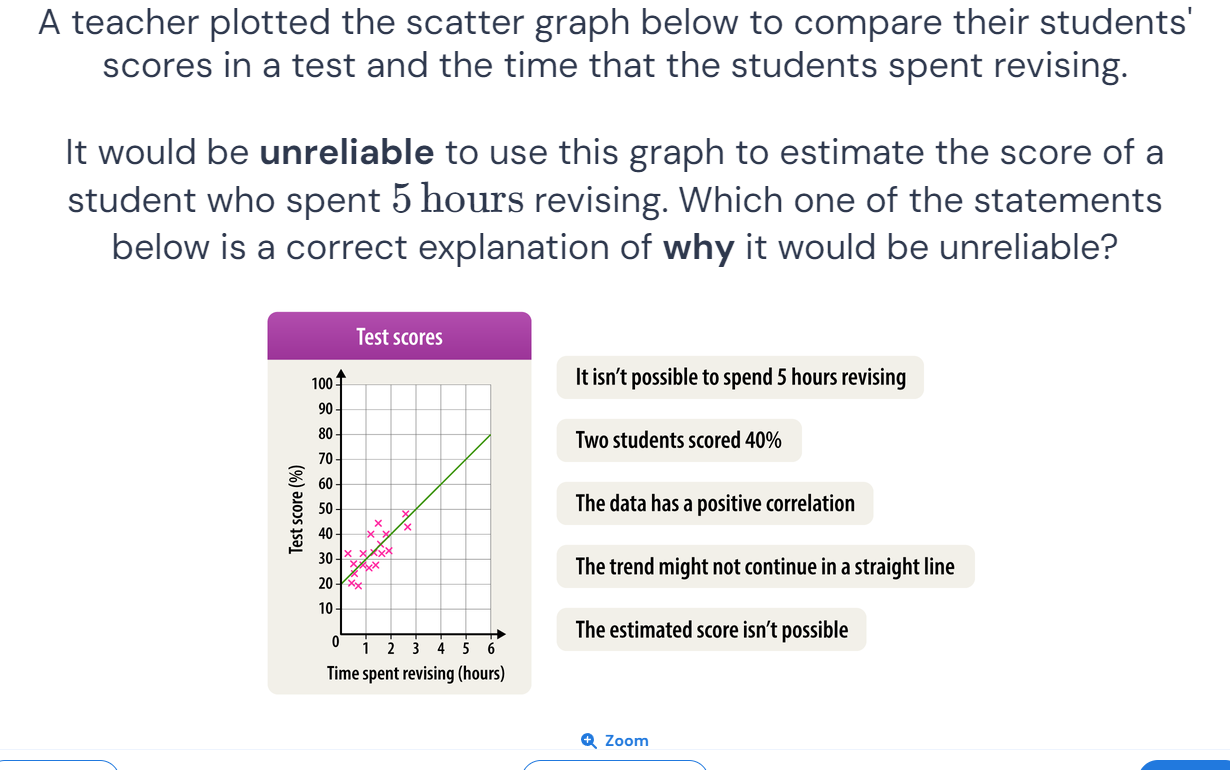 A teacher plotted the scatter graph below to compare their students'
scores in a test and the time that the students spent revising.
It would be unreliable to use this graph to estimate the score of a
student who spent 5 hours revising. Which one of the statements
below is a correct explanation of why it would be unreliable?
Test scores
100
90
80
70
60
50
40
30
20
10
0
1 2 3 4 5 6
Test score (%)
Time spent revising (hours)
It isn't possible to spend 5 hours revising
Two students scored 40%
The data has a positive correlation
The trend might not continue in a straight line
The estimated score isn't possible
Zoom